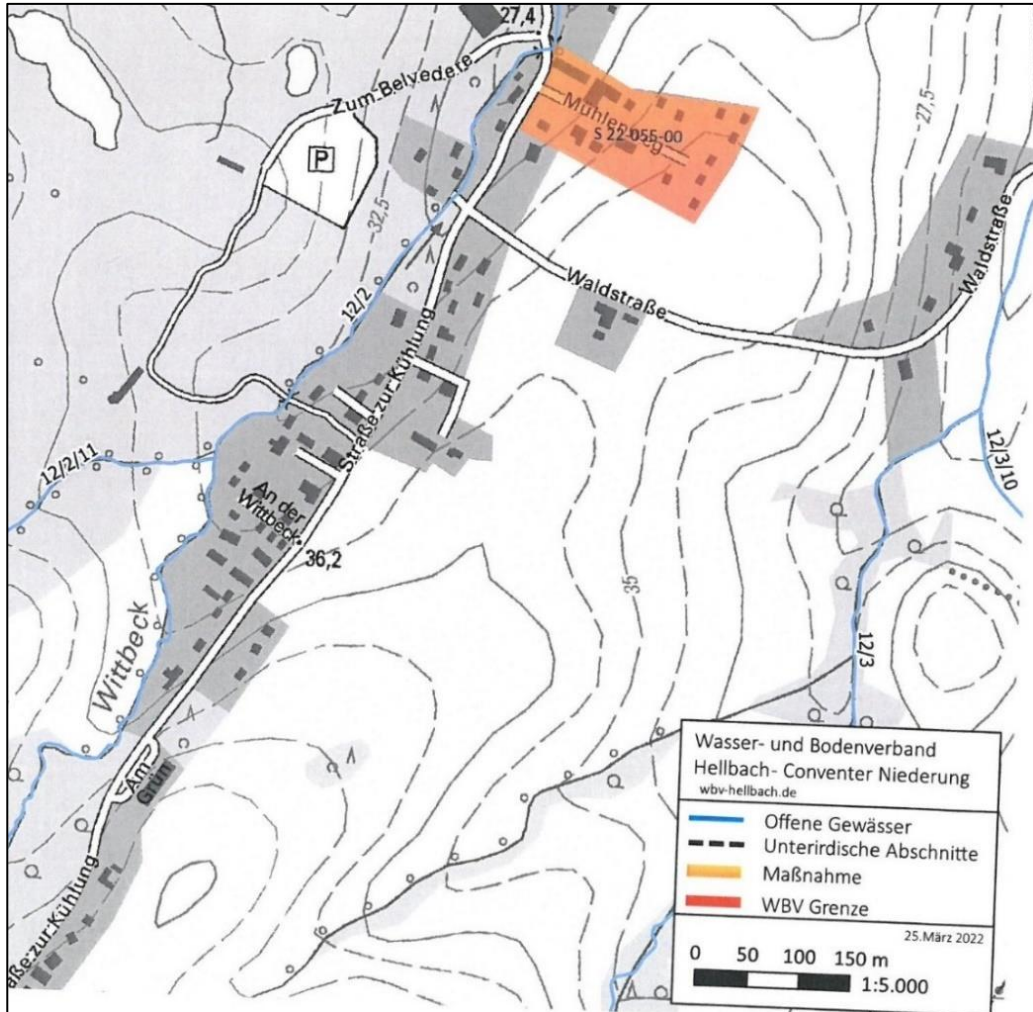 27,4
Zum Belvedere
Mühlenweg
S 22-055-00
27,5
P
32,5
Waldstraße
Waldstraße
12/2
Straße zur Kühlung
12/2/11
12/3/10
An der
Wittbeck
36,2
35
12/3
Wittbeck
Am
Grün
aße zur Kühlung
Wasser- und Bodenverband
Hellbach- Conventer Niederung
wbv-hellbach.de
Offene Gewässer
Unterirdische Abschnitte
Maßnahme
WBV Grenze
25.März 2022
0 50 100 150 m
1:5.000